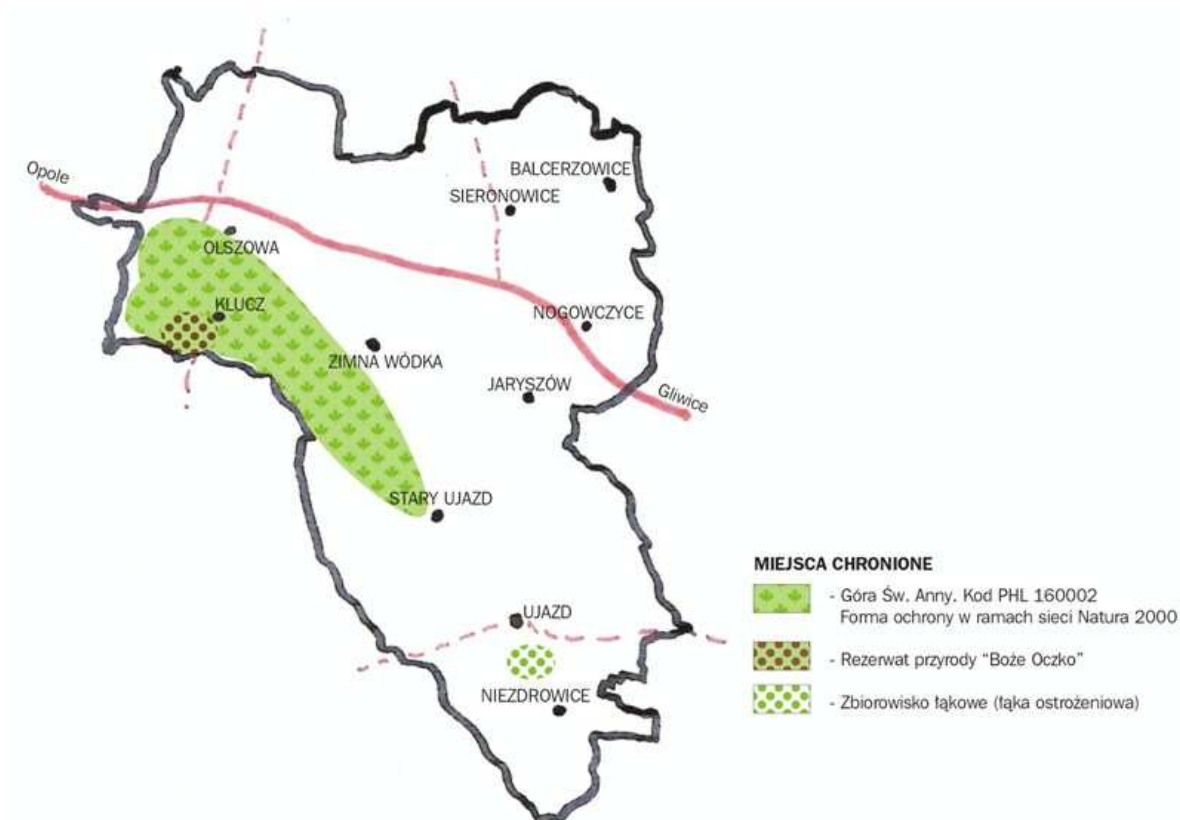 Opole
BALCERZOWICE
SIERONOWICE
OLSZOWA
KLUCZ
NOGOWCZYCE
ZIMNA WÓDKA
JARYSZÓW
Gliwice
STARY UJAZD
MIEJSCA CHRONIONE
- Góra Św. Anny. Kod PHL 160002
Forma ochrony w ramach sieci Natura 2000
UJAZD
- Rezerwat przyrody "Boże Oczko"
NIEZDROWICE
- Zbiorowisko łąkowe (łąka ostrożeniowa)